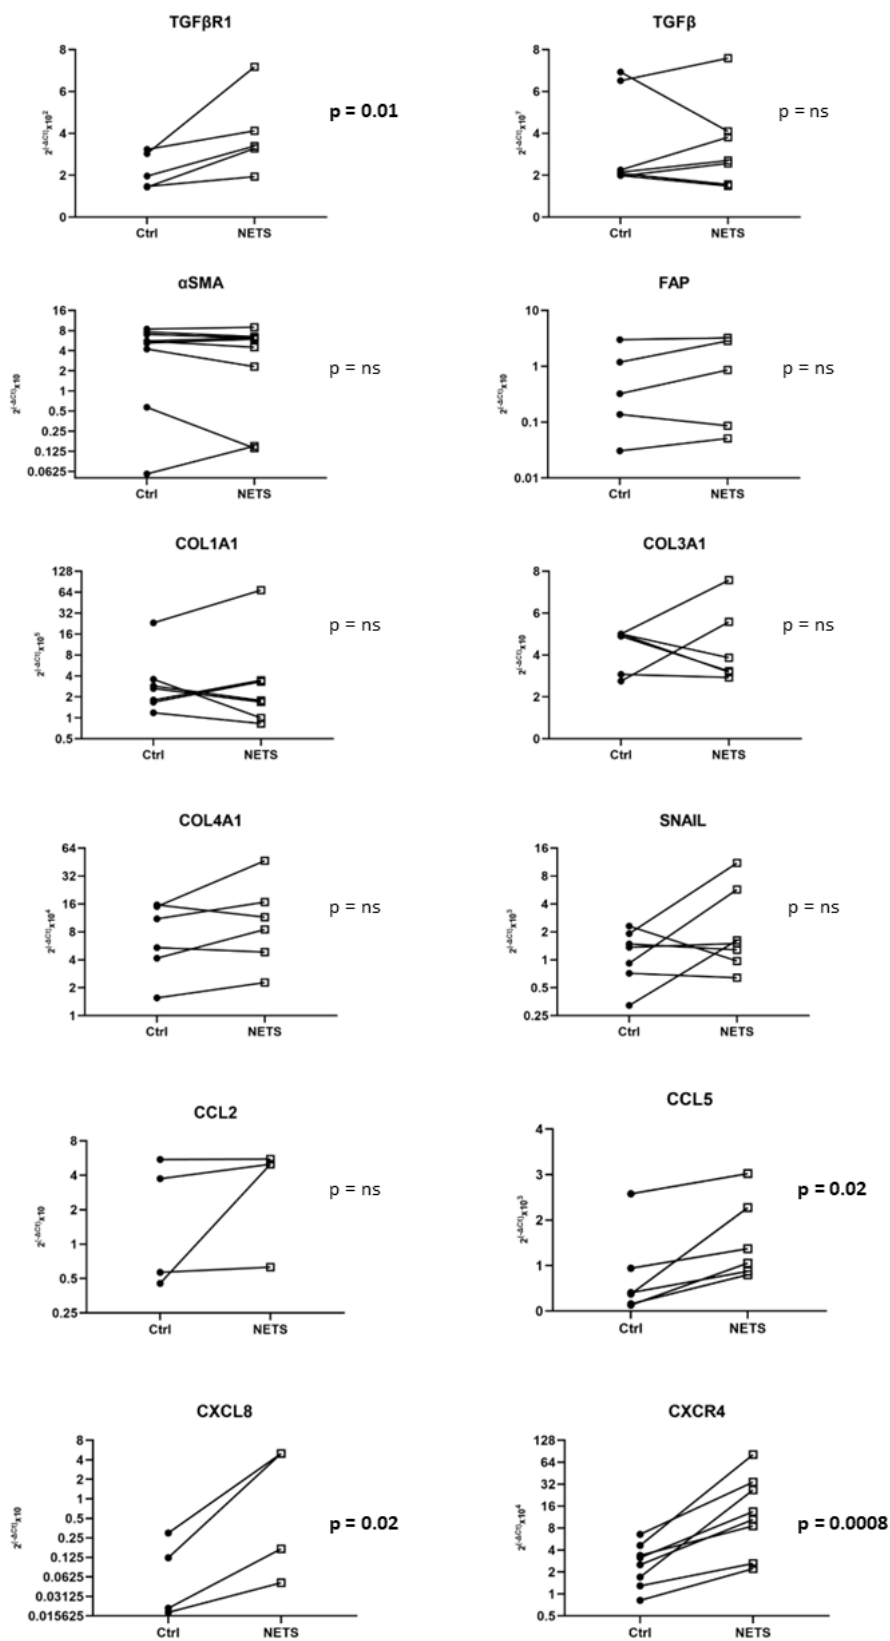 TGFβR1
8
6
4
2
0
2^(-ΔCt)x10^2
Ctrl
NETS
p = 0.01
TGFβ
8
6
4
2
0
2^(-ΔCt)x10^7
Ctrl
NETS
p = ns
αSMA
16
8
4
2
1
0.5
0.25
0.125
0.0625
2^(-ΔCt)x10
Ctrl
NETS
p = ns
FAP
10
1
0.1
0.01
2^(-ΔCt)x10
Ctrl
NETS
p = ns
COL1A1
128
64
32
16
8
4
2
1
0.5
2^(-ΔCt)x10^5
Ctrl
NETS
p = ns
COL3A1
8
6
4
2
0
2^(-ΔCt)x10
Ctrl
NETS
p = ns
COL4A1
64
32
16
8
4
2
1
2^(-ΔCt)x10^4
Ctrl
NETS
p = ns
SNAIL
16
8
4
2
1
0.5
0.25
2^(-ΔCt)x10^3
Ctrl
NETS
p = ns
CCL2
8
4
2
1
0.5
0.25
2^(-ΔCt)x10
Ctrl
NETS
p = ns
CCL5
4
3
2
1
0
2^(-ΔCt)x10^3
Ctrl
NETS
p = 0.02
CXCL8
8
4
2
1
0.5
0.25
0.125
0.0625
0.03125
0.015625
2^(-ΔCt)x10
Ctrl
NETS
p = 0.02
CXCR4
128
64
32
16
8
4
2
1
0.5
2^(-ΔCt)x10^4
Ctrl
NETS
p = 0.0008